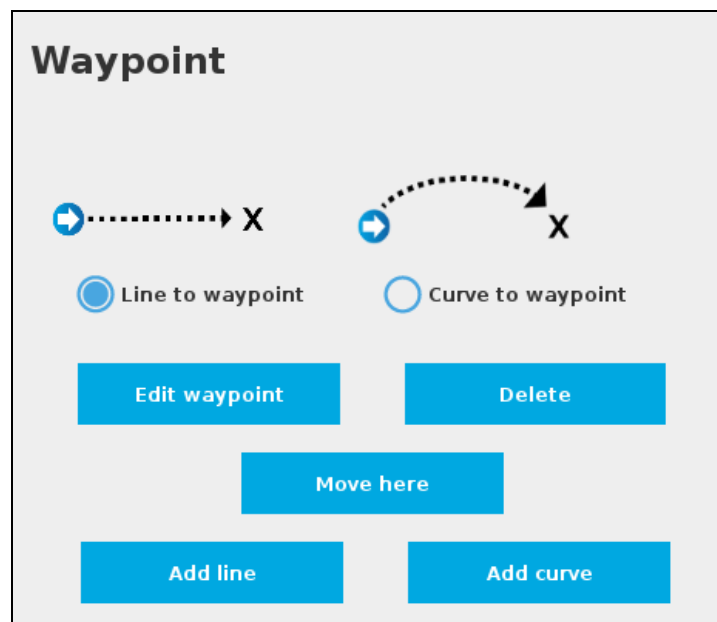 Waypoint
X
X
Line to waypoint
Curve to waypoint
Edit waypoint
Delete
Move here
Add line
Add curve